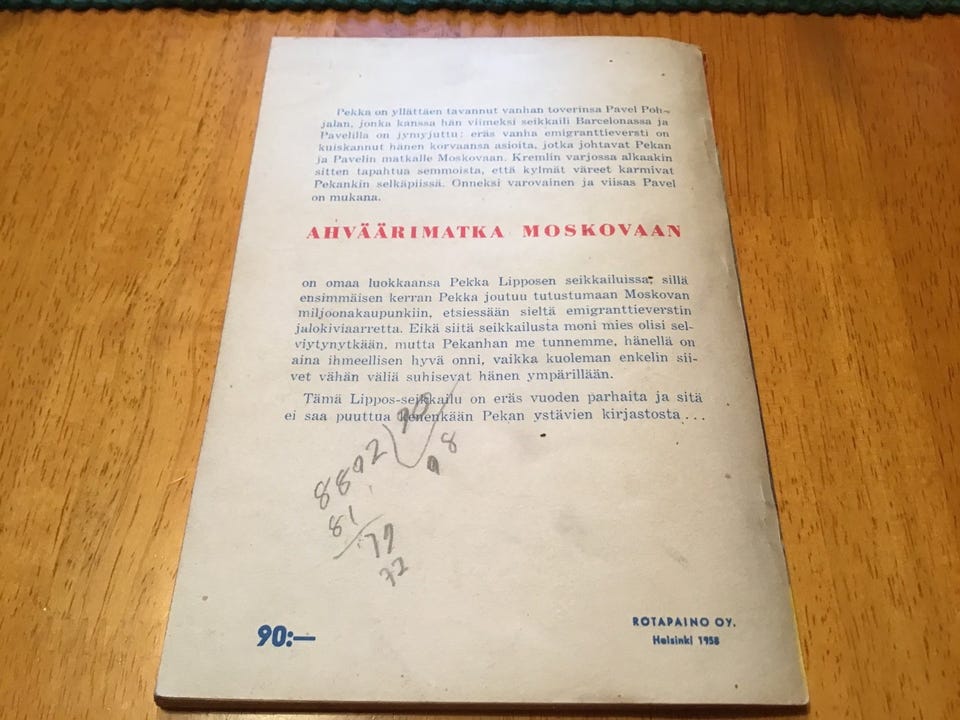 Pekka on yllättäen tavannut vanhan toverinsa Pavel Poh-
jalan, jonka kanssa hän viimeksi seikkaili Barcelonassa ja
Pavelilla on jymyjuttu: eräs vanha emigranttieversti on
kuiskannut hänen korvaansa asioita, jotka johtavat Pekan
ja Pavelin matkalle Moskovaan. Kremlin varjossa alkaakin
sitten tapahtua semmoista, että kylmät väreet karmivat
Pekankin selkäpiissä. Onneksi varovainen ja viisas Pavel
on mukana.
AHVÄÄRIMATKA MOSKOVAAN
on omaa luokkaansa Pekka Lipposen seikkailuissa, sillä
ensimmäisen kerran Pekka joutuu tutustumaan Moskovan
miljoonakaupunkiin, etsiessään sieltä emigranttieverstin
jalokiviaarretta. Eikä siitä seikkailusta moni mies olisi sel-
viytynytkään, mutta Pekanhan me tunnemme, hänellä on
aina ihmeellisen hyvä onni, vaikka kuoleman enkelin sii-
vet vähän väliä suhisevat hänen ympärillään.
Tämä Lippos-seikkailu on eräs vuoden parhaita ja sitä
ei saa puuttua kenenkään Pekan ystävien kirjastosta...
81
72
90:—
ROTAPAINO OY.
Helsinki 1958